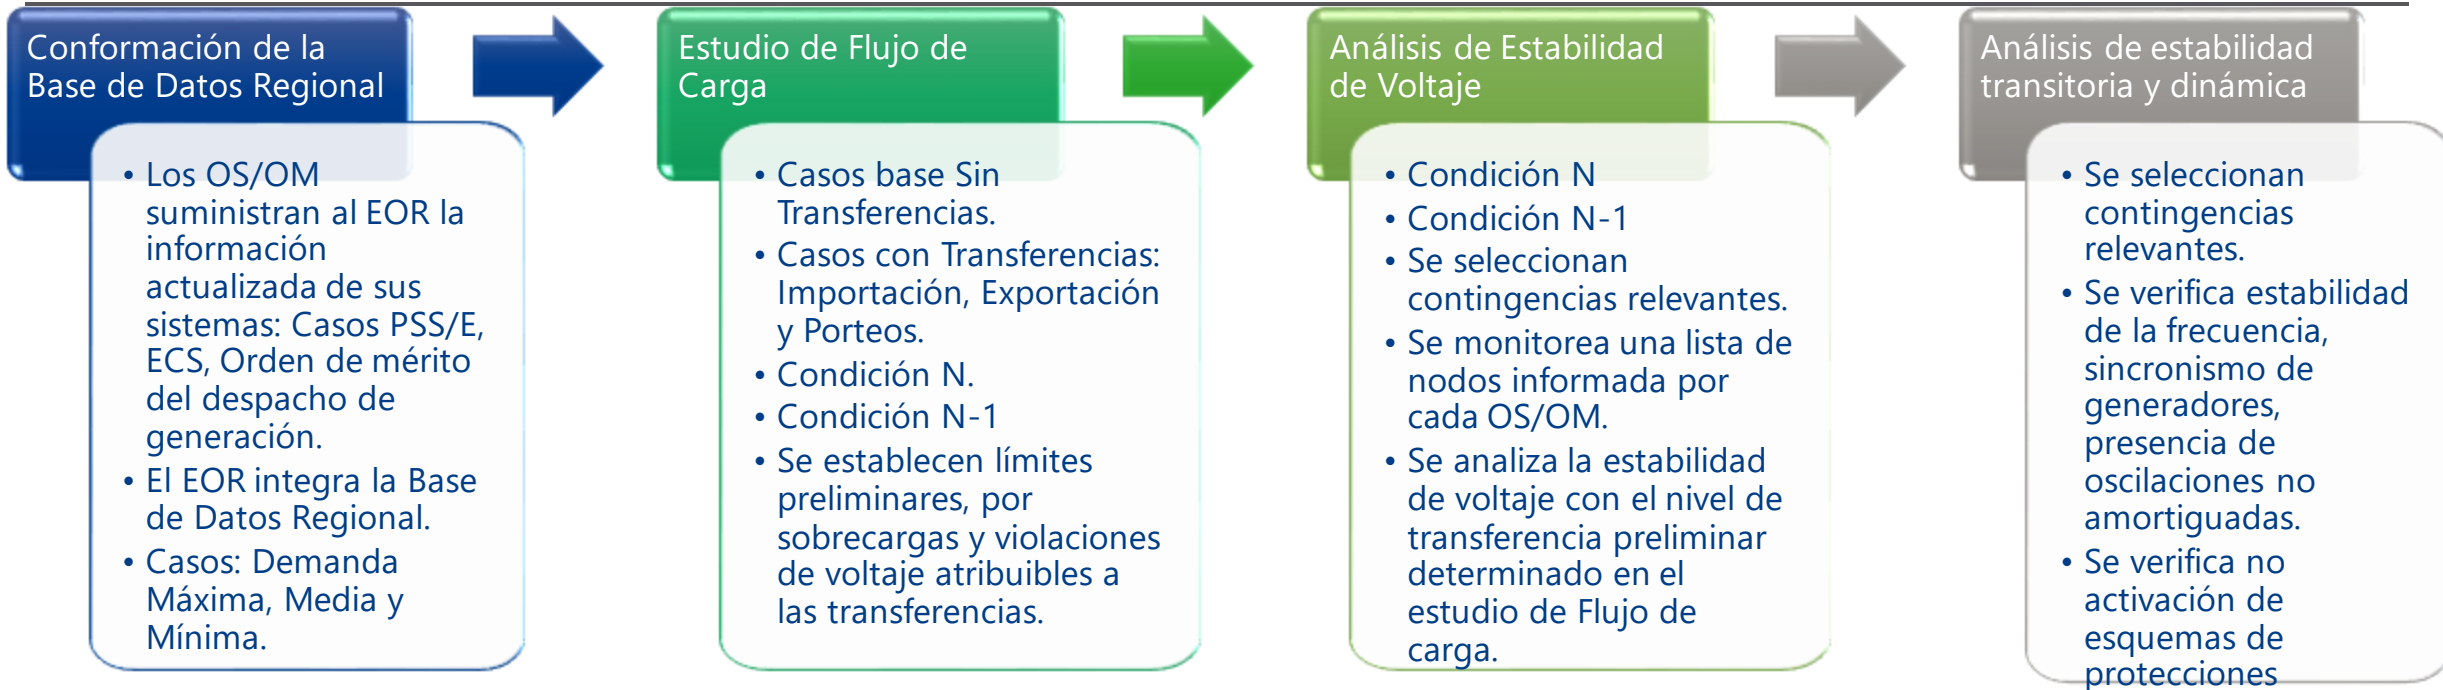 Conformación de la
Base de Datos Regional
• Los OS/OM
suministran al EOR la
información
actualizada de sus
sistemas: Casos PSS/E,
ECS, Orden de mérito
del despacho de
generación.
• El EOR integra la Base
de Datos Regional.
• Casos: Demanda
Máxima, Media y
Mínima.
Estudio de Flujo de
Carga
• Casos base Sin
Transferencias.
• Casos con Transferencias:
Importación, Exportación
y Porteos.
• Condición N.
• Condición N-1
• Se establecen límites
preliminares, por
sobrecargas y violaciones
de voltaje atribuibles a
las transferencias.
Análisis de Estabilidad
de Voltaje
• Condición N
• Condición N-1
• Se seleccionan
contingencias relevantes.
• Se monitorea una lista de
nodos informada por
cada OS/OM.
• Se analiza la estabilidad
de voltaje con el nivel de
transferencia preliminar
determinado en el
estudio de Flujo de
carga.
Análisis de estabilidad
transitoria y dinámica
• Se seleccionan
contingencias
relevantes.
• Se verifica estabilidad
de la frecuencia,
sincronismo de
generadores,
presencia de
oscilaciones no
amortiguadas.
• Se verifica no
activación de
esquemas de
protecciones